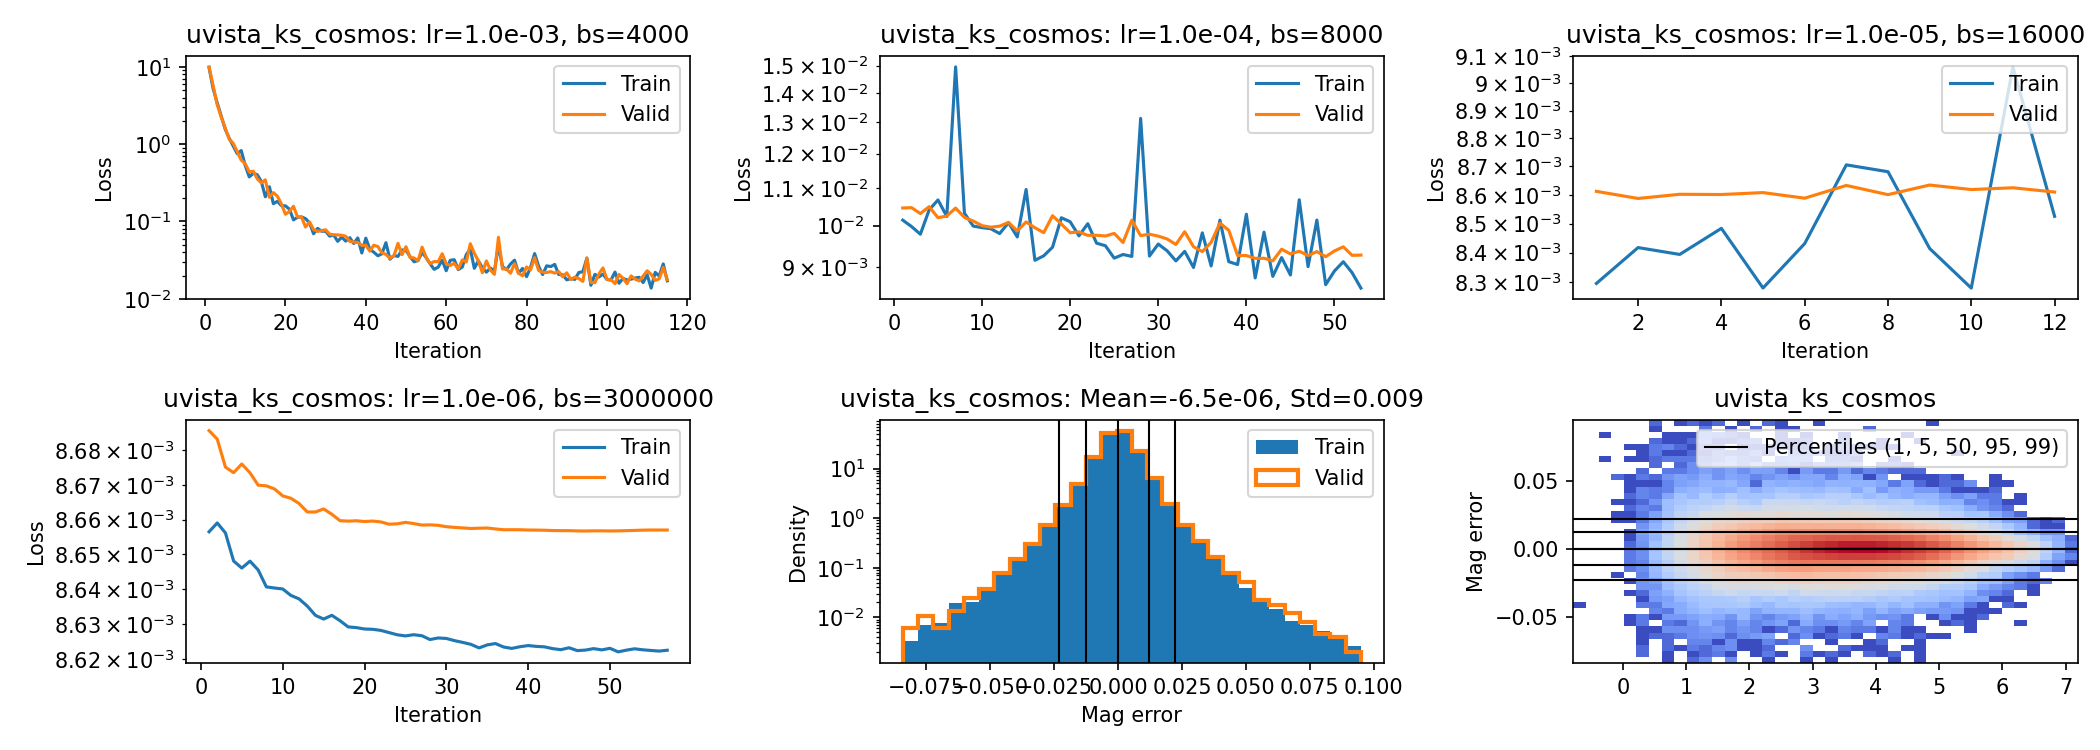 uvista_ks_cosmos: lr=1.0e-03, bs=4000
10¹
10⁰
10⁻¹
10⁻²
Loss
Train
Valid
0 20 40 60 80 100 120
Iteration
uvista_ks_cosmos: lr=1.0e-04, bs=8000
1.5 × 10⁻²
1.4 × 10⁻²
1.3 × 10⁻²
1.2 × 10⁻²
1.1 × 10⁻²
10⁻²
9 × 10⁻³
Loss
Train
Valid
0 10 20 30 40 50
Iteration
uvista_ks_cosmos: lr=1.0e-05, bs=16000
9.1 × 10⁻³
9 × 10⁻³
8.9 × 10⁻³
8.8 × 10⁻³
8.7 × 10⁻³
8.6 × 10⁻³
8.5 × 10⁻³
8.4 × 10⁻³
8.3 × 10⁻³
Loss
Train
Valid
2 4 6 8 10 12
Iteration
uvista_ks_cosmos: lr=1.0e-06, bs=3000000
8.68 × 10⁻³
8.67 × 10⁻³
8.66 × 10⁻³
8.65 × 10⁻³
8.64 × 10⁻³
8.63 × 10⁻³
8.62 × 10⁻³
Loss
Train
Valid
0 10 20 30 40 50
Iteration
uvista_ks_cosmos: Mean=-6.5e-06, Std=0.009
10¹
10⁰
10⁻¹
10⁻²
Density
Train
Valid
−0.075 −0.050 −0.025 0.000 0.025 0.050 0.075 0.100
Mag error
uvista_ks_cosmos
0.05
0.00
−0.05
Mag error
Percentiles (1, 5, 50, 95, 99)
0 1 2 3 4 5 6 7